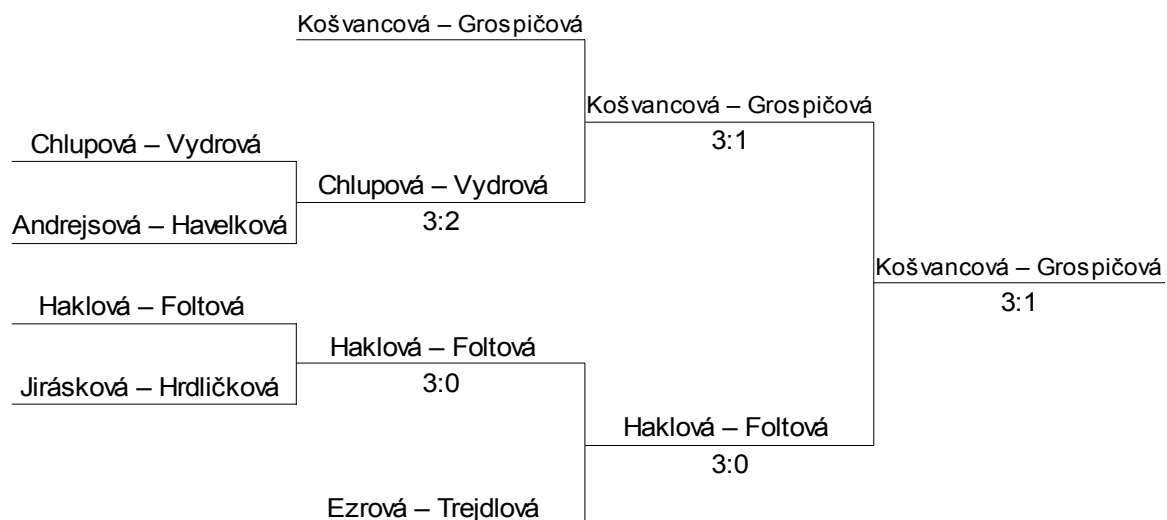 Košvancová – Grospičová
Košvancová – Grospičová
3:1
Chlupová – Vydrová
Chlupová – Vydrová
3:2
Andrejsová – Havelková
Košvancová – Grospičová
3:1
Haklová – Foltová
Haklová – Foltová
3:0
Jirásková – Hrdličková
Haklová – Foltová
3:0
Ezrová – Trejdlová